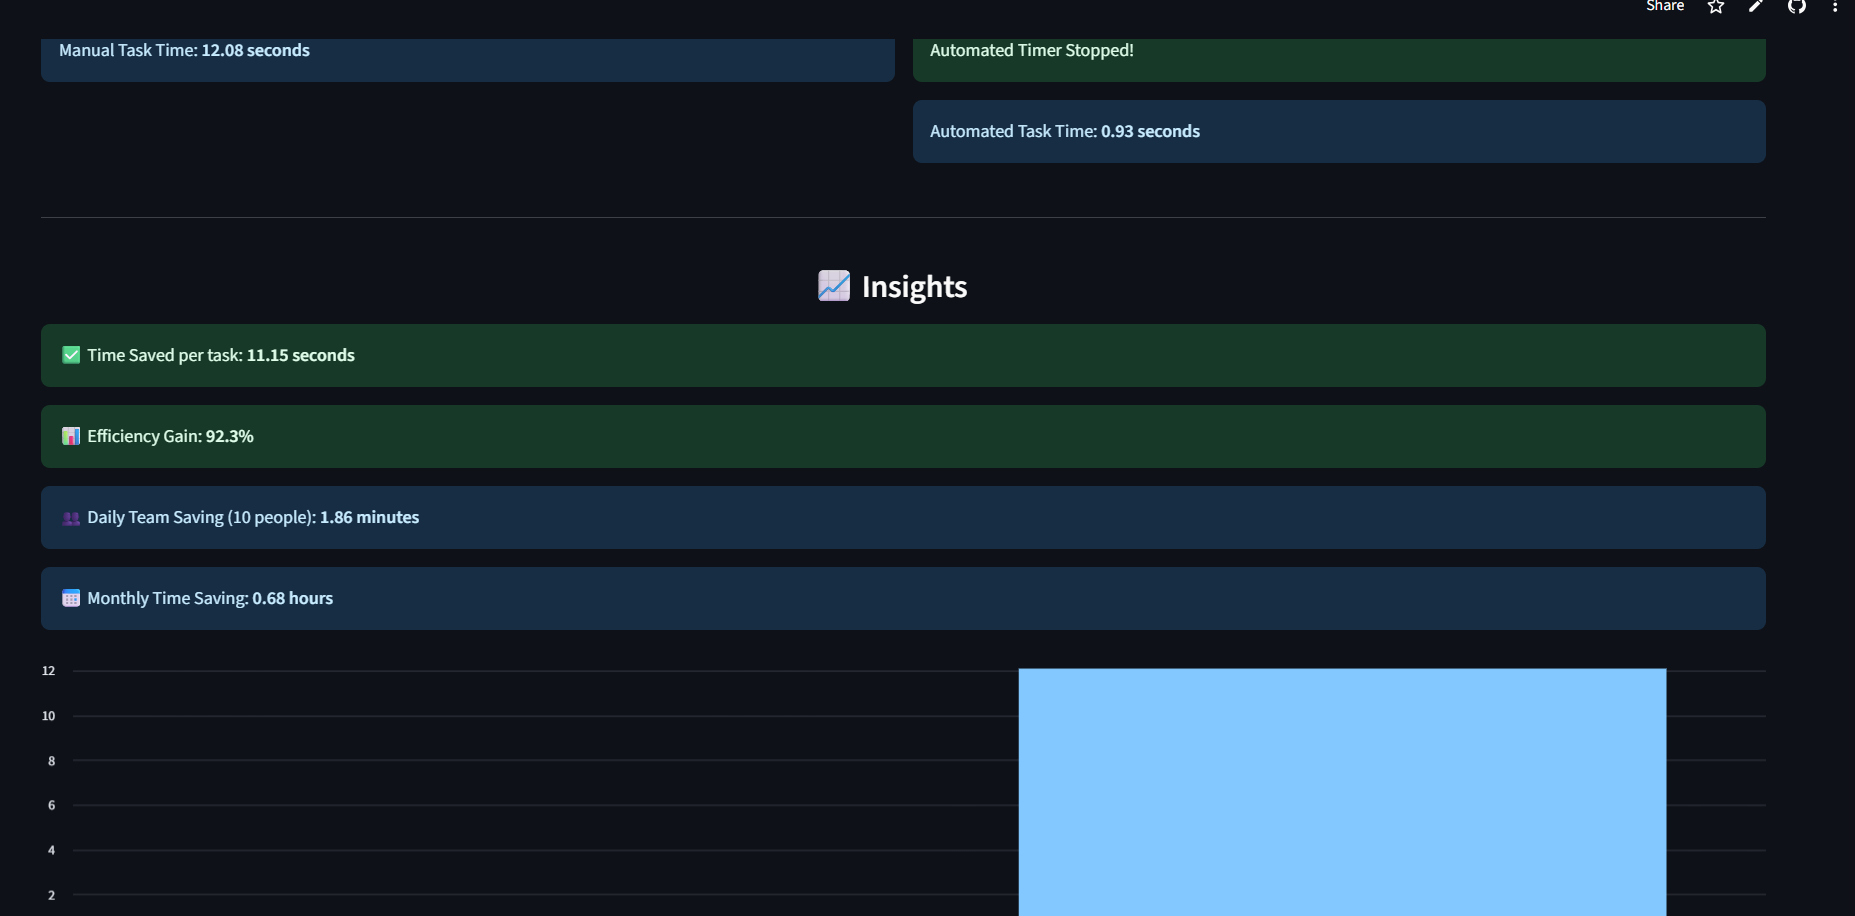 Share
Manual Task Time: 12.08 seconds
Automated Timer Stopped!
Automated Task Time: 0.93 seconds
Insights
Time Saved per task: 11.15 seconds
Efficiency Gain: 92.3%
Daily Team Saving (10 people): 1.86 minutes
Monthly Time Saving: 0.68 hours
12
10
8
6
4
2